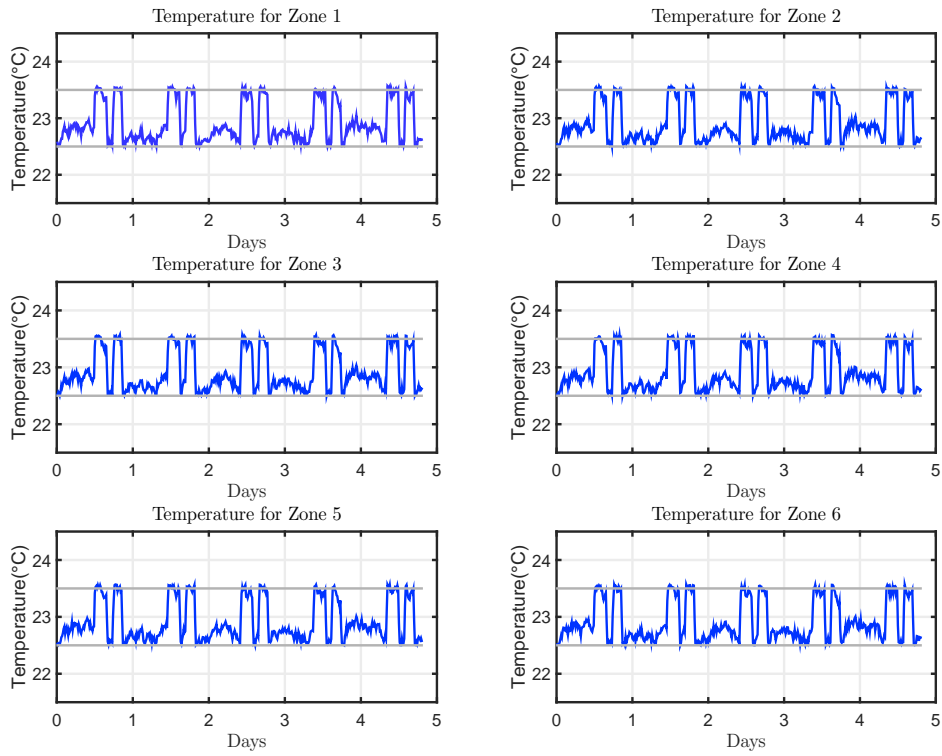 Temperature for Zone 1
Temperature(°C)
24
23
22
0 1 2 3 4 5
Days
Temperature for Zone 2
Temperature(°C)
24
23
22
0 1 2 3 4 5
Days
Temperature for Zone 3
Temperature(°C)
24
23
22
0 1 2 3 4 5
Days
Temperature for Zone 4
Temperature(°C)
24
23
22
0 1 2 3 4 5
Days
Temperature for Zone 5
Temperature(°C)
24
23
22
0 1 2 3 4 5
Days
Temperature for Zone 6
Temperature(°C)
24
23
22
0 1 2 3 4 5
Days